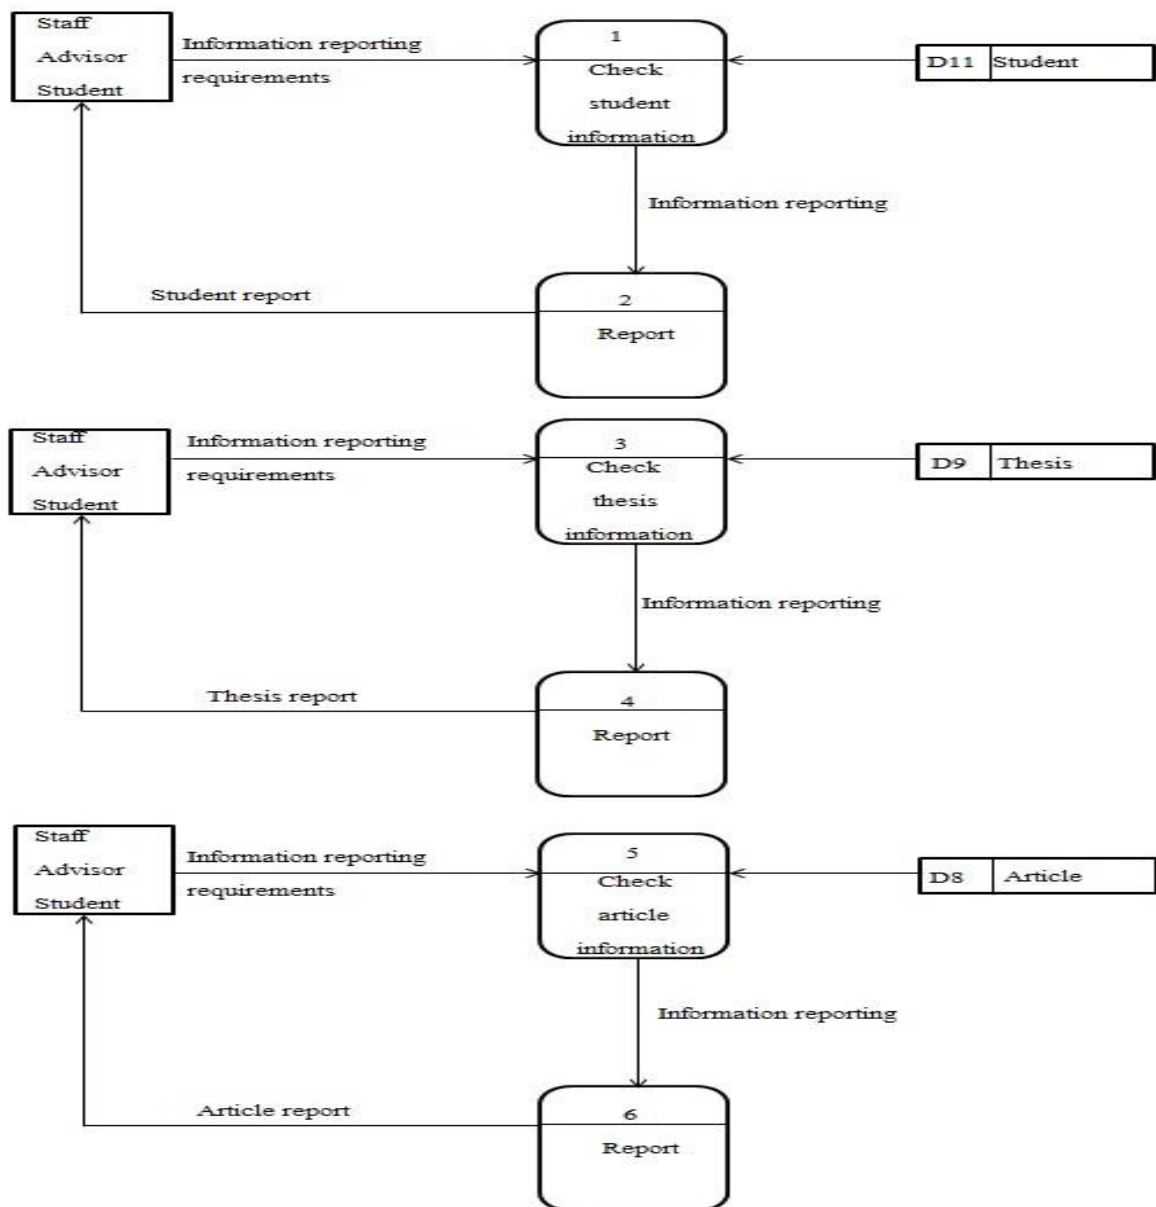 Staff
Advisor
Student
Information reporting
requirements
1
Check
student
information
D11 Student
Information reporting
Student report
2
Report
Staff
Advisor
Student
Information reporting
requirements
3
Check
thesis
information
D9 Thesis
Information reporting
Thesis report
4
Report
Staff
Advisor
Student
Information reporting
requirements
5
Check
article
information
D8 Article
Information reporting
Article report
6
Report